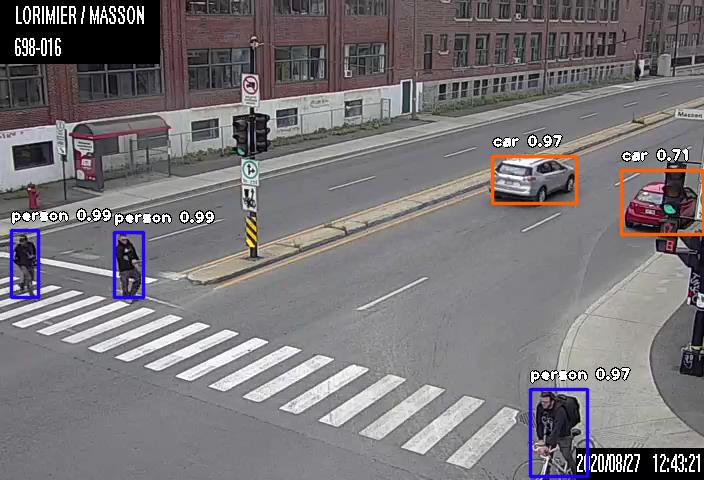 LORIMIER / MASSON
698-016
Masson
car 0.97
car 0.71
person 0.99
person 0.99
person 0.97
2020/08/27 12:43:21